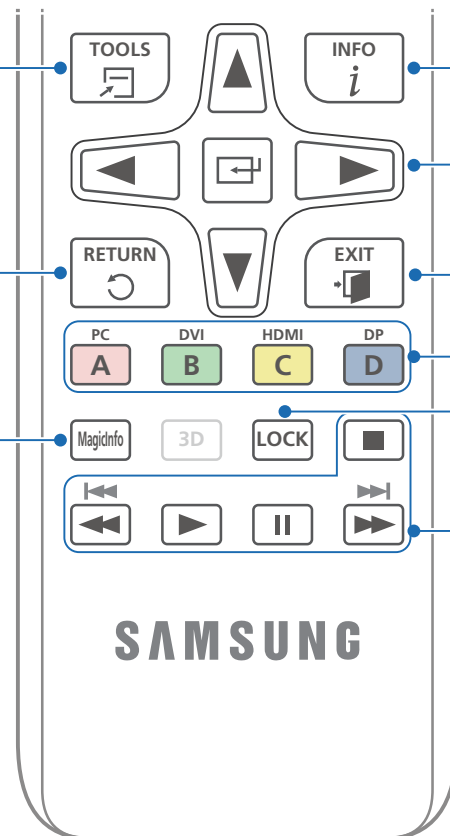 TOOLS INFO
i
RETURN EXIT
PC DVI HDMI DP
A B C D
MagicInfo 3D LOCK
SAMSUNG